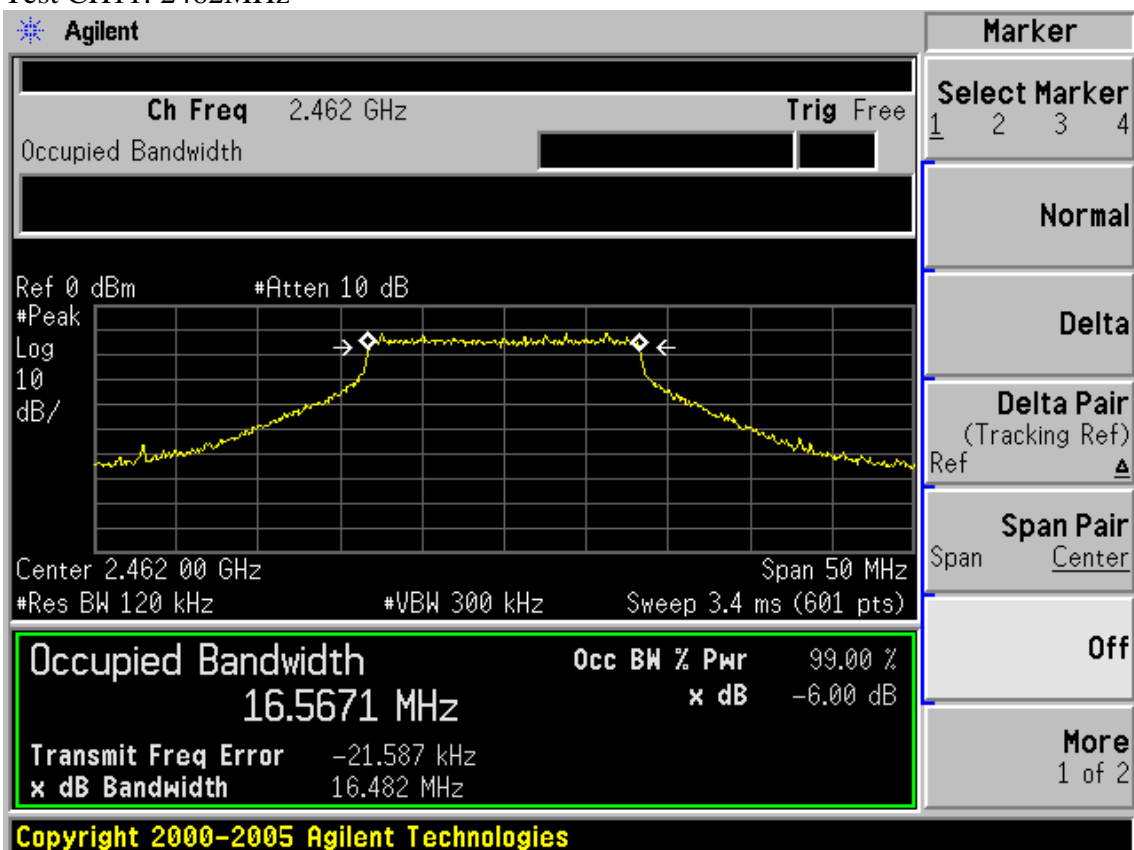 Test CH11: 2462MHz
Agilent
Marker
Ch Freq 2.462 GHz Trig Free
Occupied Bandwidth
Select Marker
1 2 3 4
Normal
Delta
Delta Pair
(Tracking Ref)
Ref Δ
Span Pair
Span Center
Off
More
1 of 2
Ref 0 dBm #Atten 10 dB
#Peak
Log
10
dB/
Center 2.462 00 GHz Span 50 MHz
#Res BW 120 kHz #VBW 300 kHz Sweep 3.4 ms (601 pts)
Occupied Bandwidth Occ BW % Pwr 99.00 %
16.5671 MHz x dB -6.00 dB
Transmit Freq Error -21.587 kHz
x dB Bandwidth 16.482 MHz
Copyright 2000-2005 Agilent Technologies